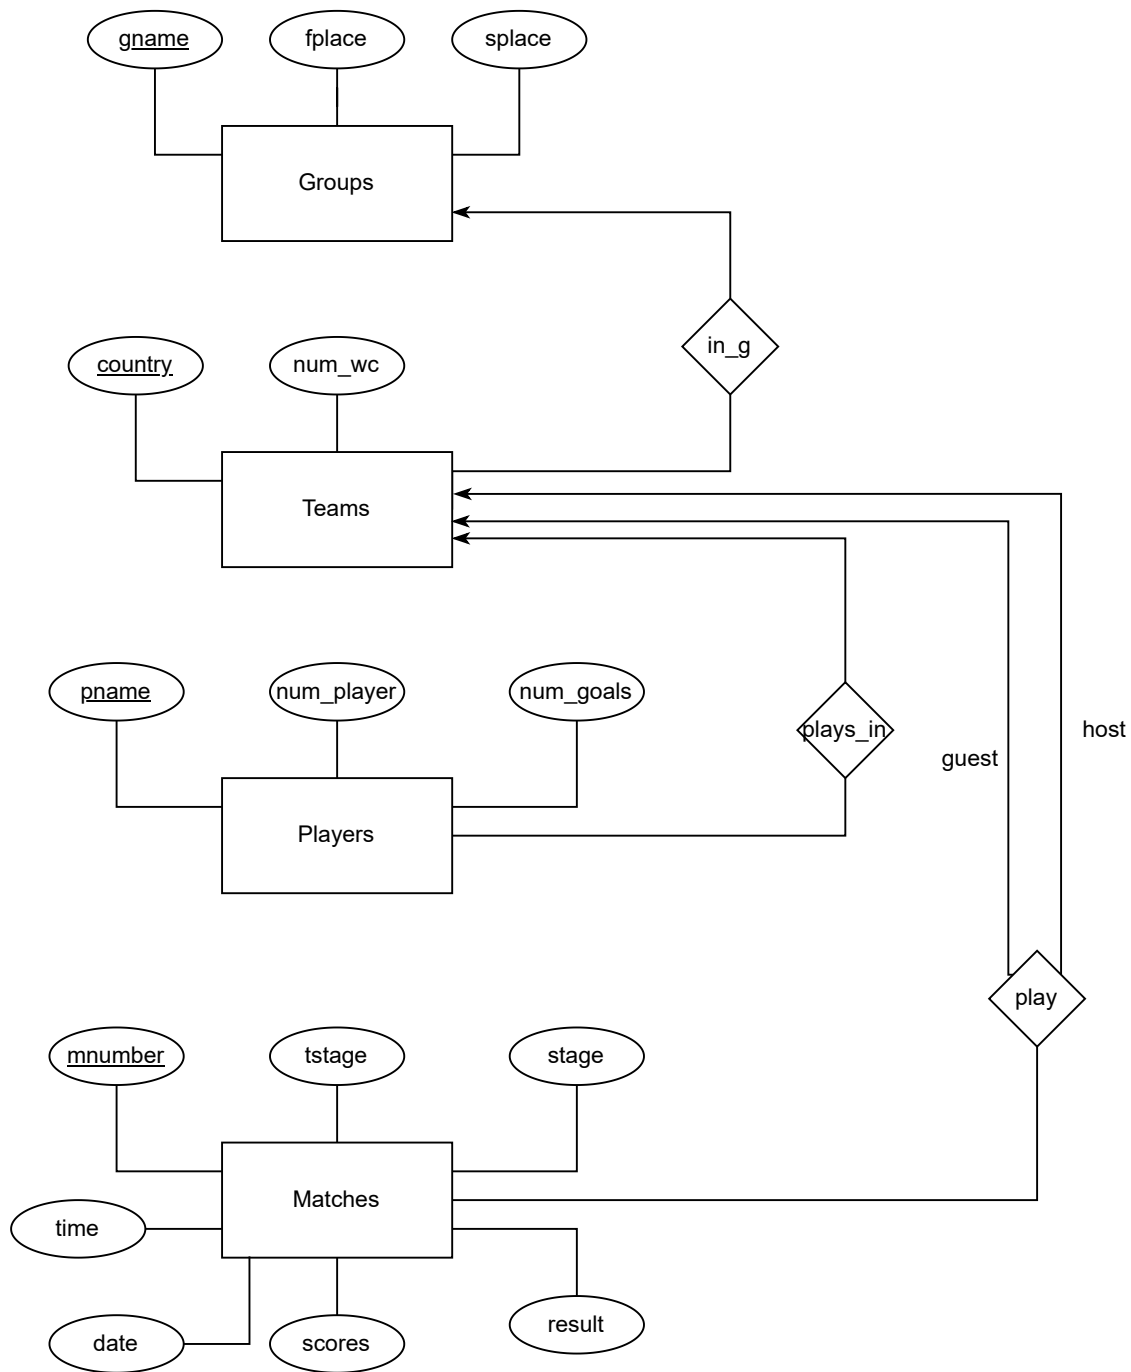 gname
fplace
splace
Groups
in_g
country
num_wc
Teams
pname
num_player
num_goals
plays_in
host
guest
Players
play
mnumber
tstage
stage
Matches
time
date
scores
result